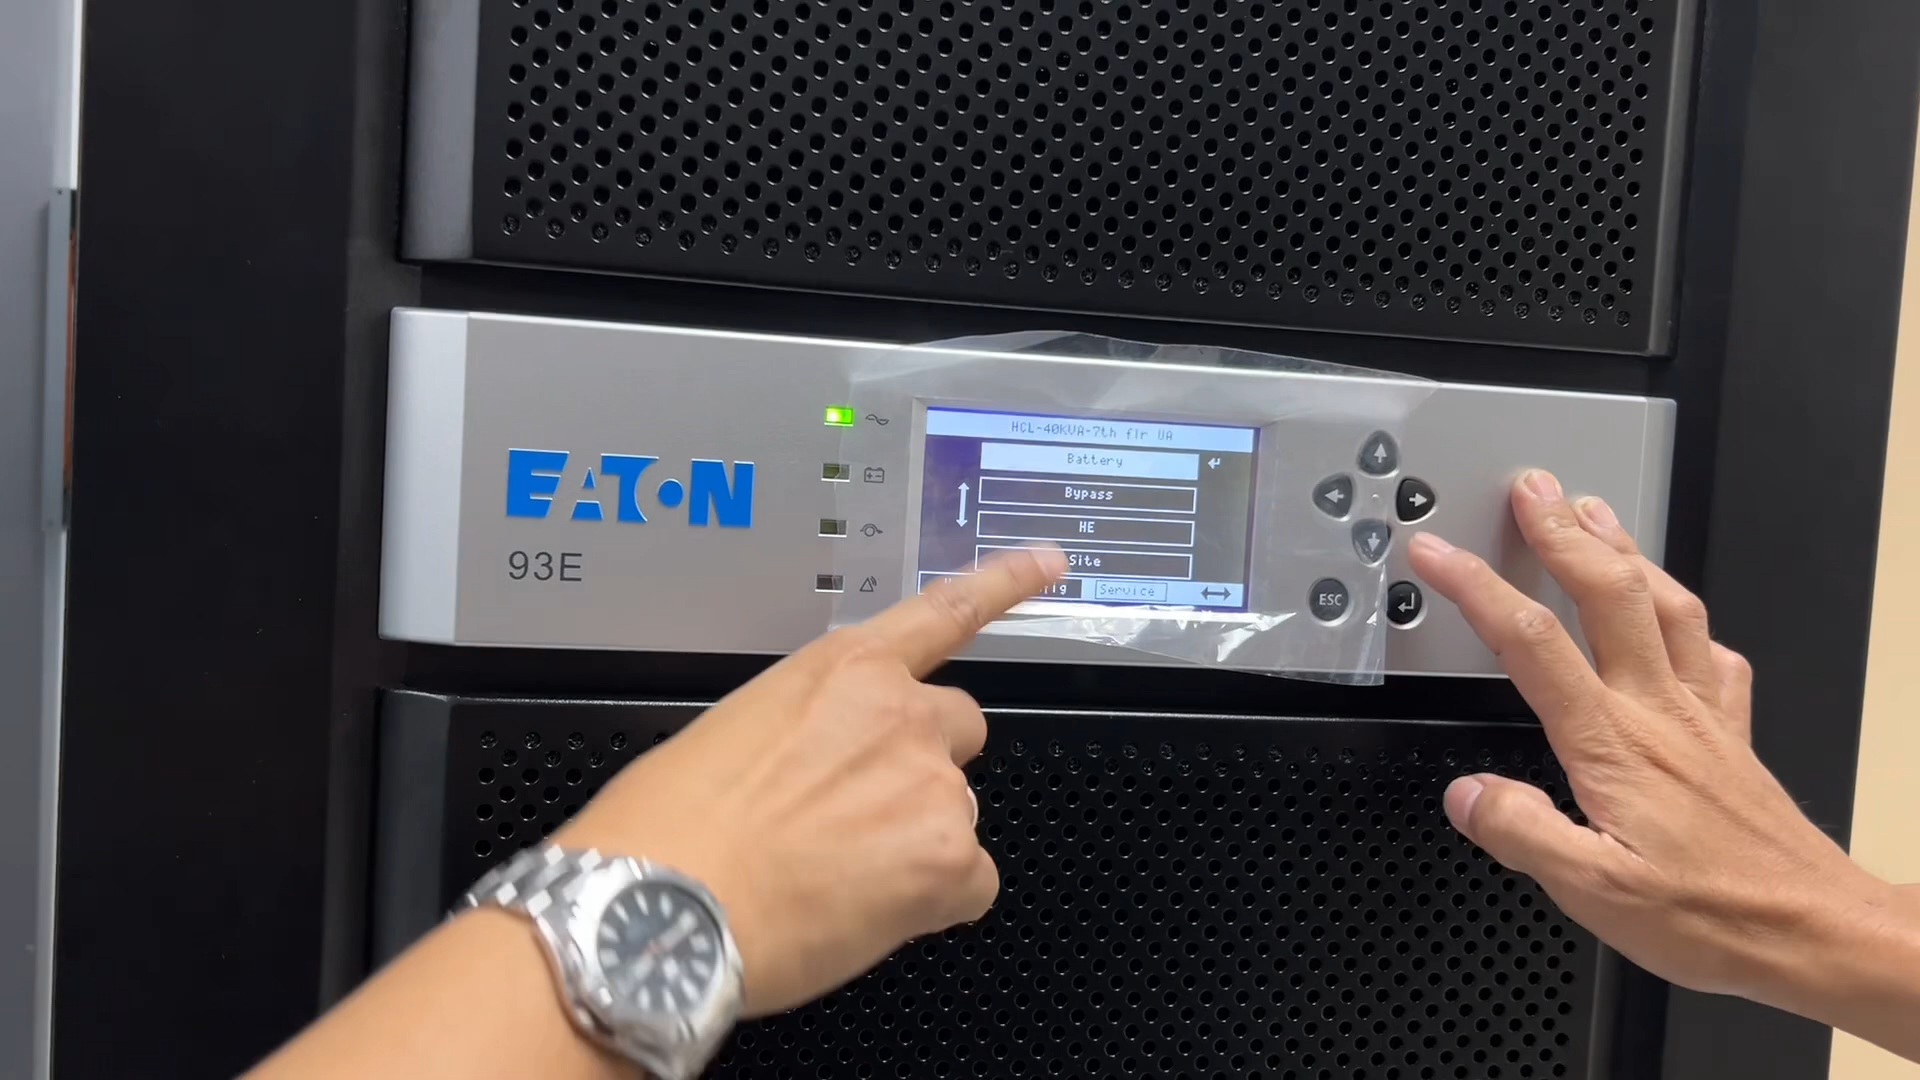 EATON
93E
HCL-40KVA-7th flr UA
Battery
Bypass
HE
Site
Service
ESC